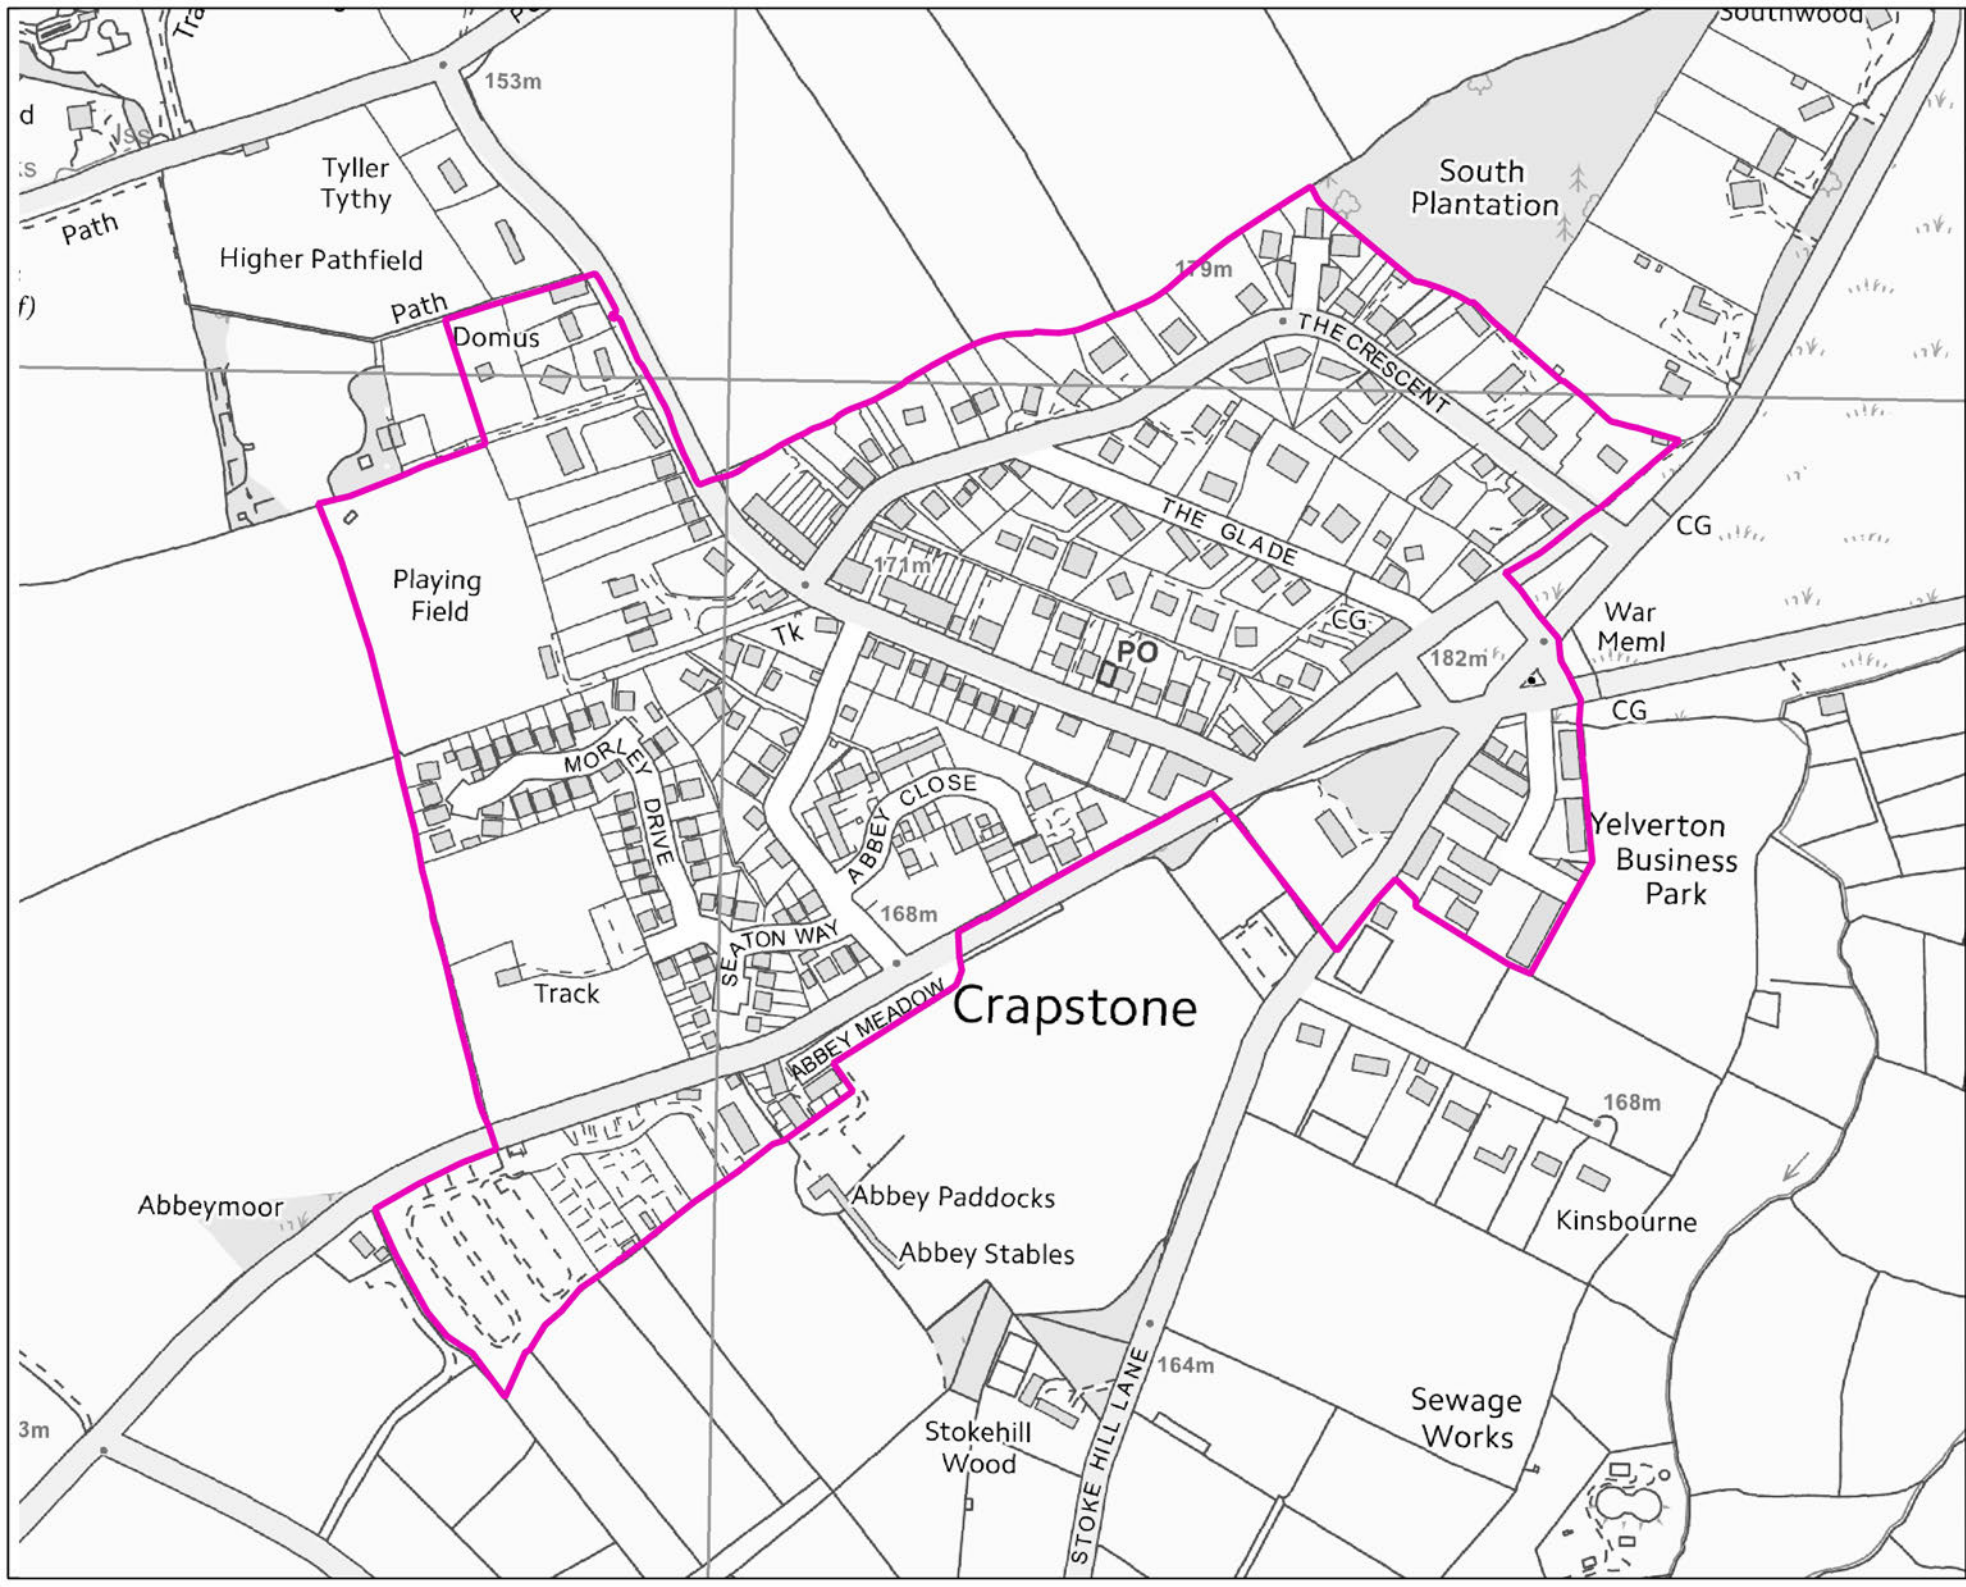 Southwood
153m
d
Tyller
Tythy
South
Plantation
Path
Higher Pathfield
179m
Path
f)
Domus
THE CRESCENT
THE GLADE
CG
171m
Playing
Field
War
Meml
CG
Tk
PO
182m
CG
MORLEY DRIVE
ABBEY CLOSE
Yelverton
Business
Park
168m
SEATON WAY
Track
ABBEY MEADOW
Crapstone
168m
Abbeymoor
Abbey Paddocks
Kinsbourne
Abbey Stables
164m
STOKE HILL LANE
Sewage
Works
3m
Stokehill
Wood